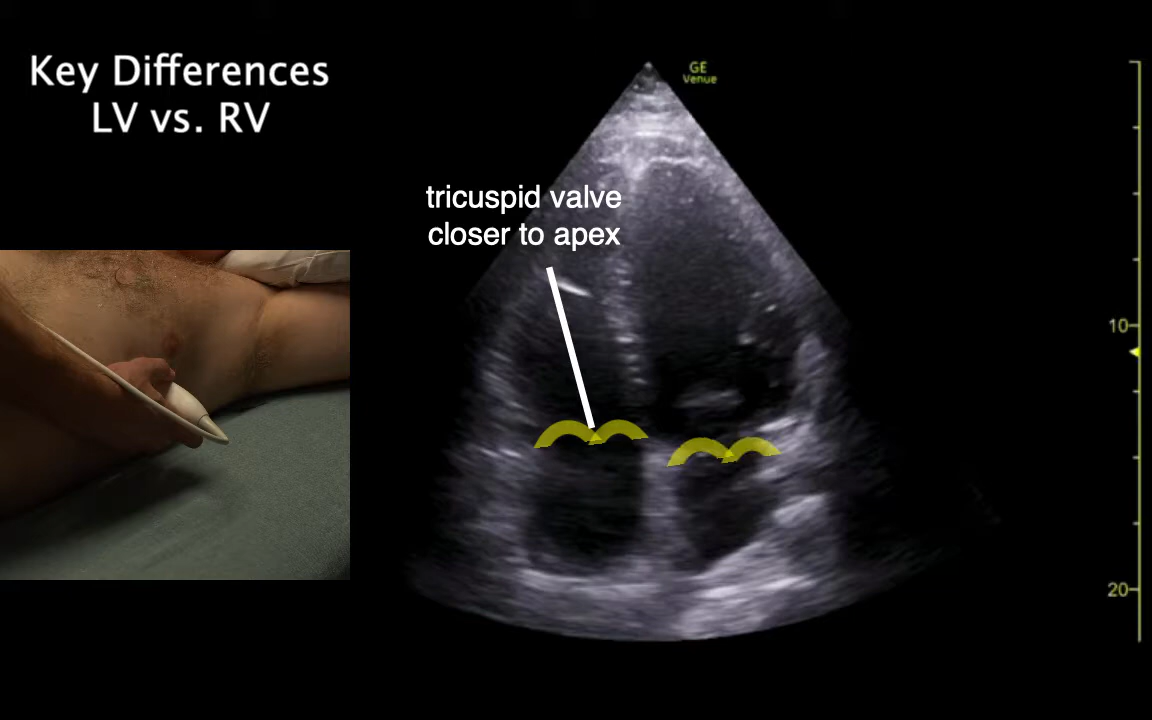 Key Differences
LV vs. RV
GE
Venue
tricuspid valve
closer to apex
10
20